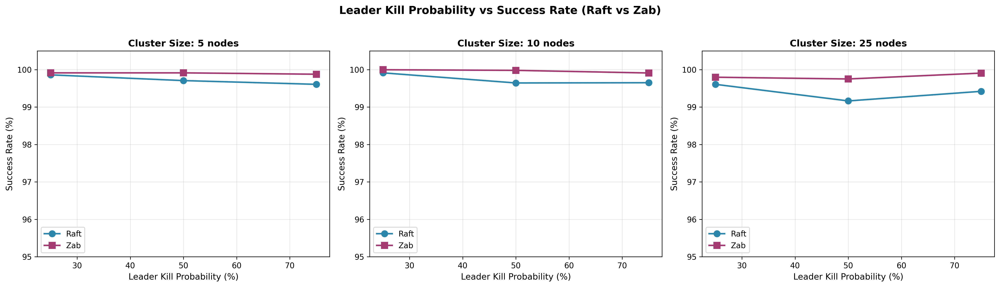 Leader Kill Probability vs Success Rate (Raft vs Zab)
Cluster Size: 5 nodes
Success Rate (%)
100
99
98
97
96
95
30 40 50 60 70
Leader Kill Probability (%)
Raft
Zab
Cluster Size: 10 nodes
Success Rate (%)
100
99
98
97
96
95
30 40 50 60 70
Leader Kill Probability (%)
Raft
Zab
Cluster Size: 25 nodes
Success Rate (%)
100
99
98
97
96
95
30 40 50 60 70
Leader Kill Probability (%)
Raft
Zab